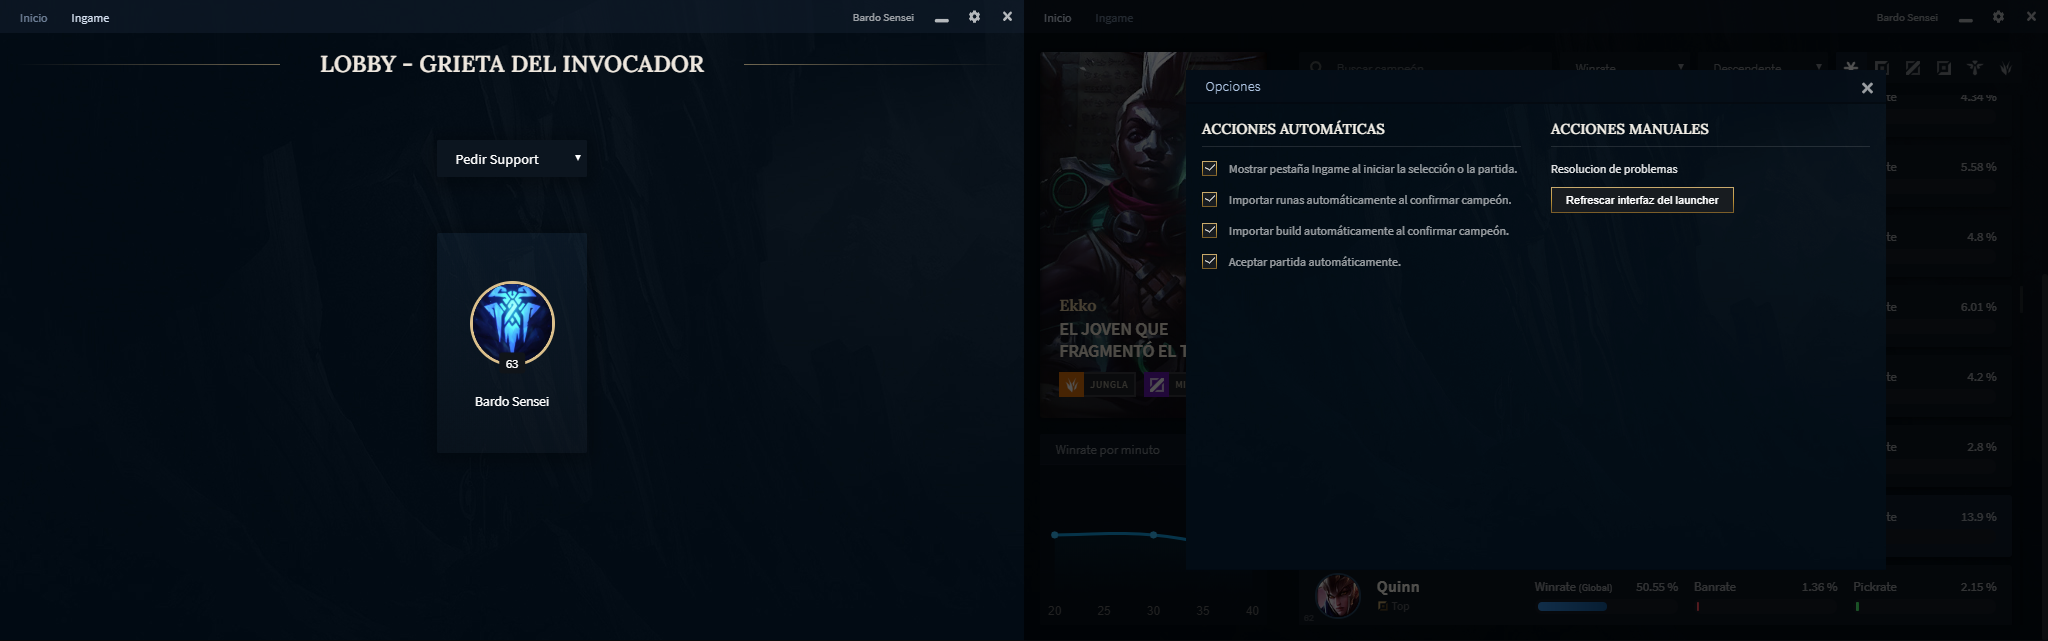 Inicio
Ingame
Bardo Sensei
LOBBY - GRIETA DEL INVOCADOR
Pedir Support
63
Bardo Sensei
Inicio
Ingame
Bardo Sensei
Buscar campeón
Winrate
Descendente
Ekko
EL JOVEN QUE
FRAGMENTÓ EL T
JUNGLA
MI
Winrate por minuto
20 25 30 35 40
Opciones
ACCIONES AUTOMÁTICAS
Mostrar pestaña Ingame al iniciar la selección o la partida.
Importar runas automáticamente al confirmar campeón.
Importar build automáticamente al confirmar campeón.
Aceptar partida automáticamente.
ACCIONES MANUALES
Resolucion de problemas
Refrescar interfaz del launcher
te 4.34 %
te 5.58 %
te 4.8 %
te 6.01 %
te 4.2 %
te 2.8 %
te 13.9 %
62
Quinn
Top
Winrate (Global) 50.55 %
Banrate 1.36 %
Pickrate 2.15 %